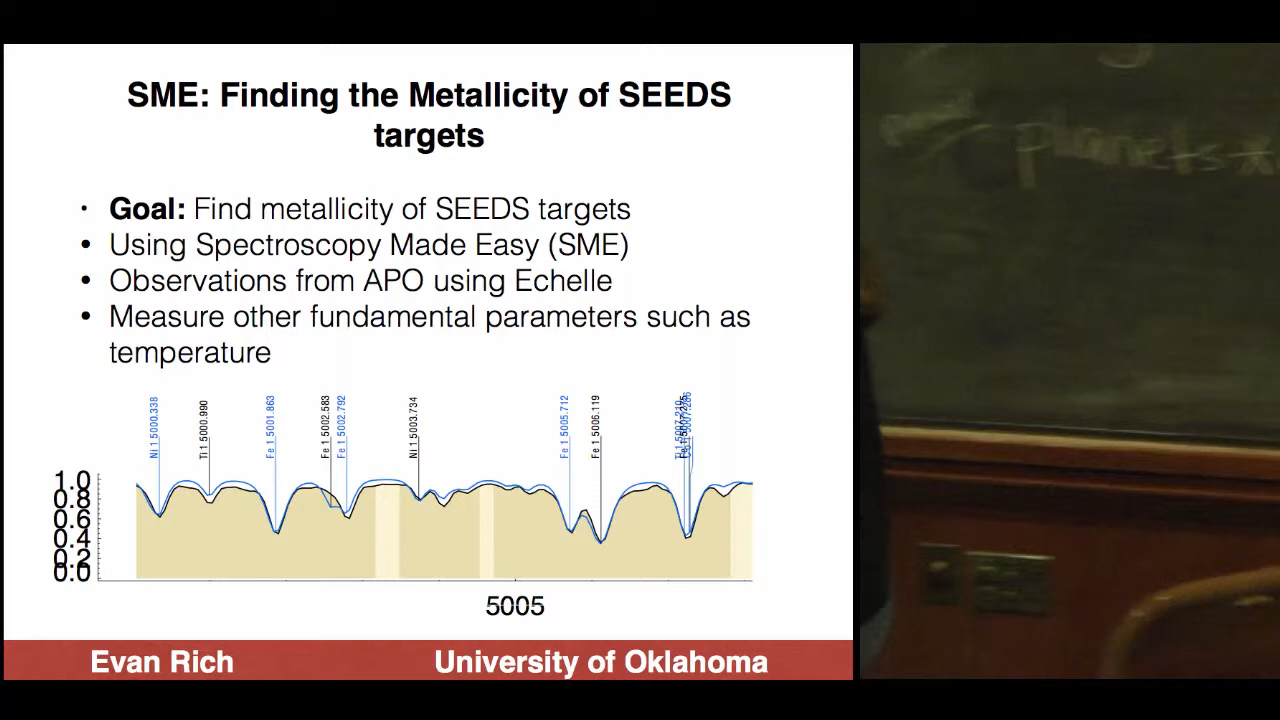 SME: Finding the Metallicity of SEEDS
targets
• Goal: Find metallicity of SEEDS targets
• Using Spectroscopy Made Easy (SME)
• Observations from APO using Echelle
• Measure other fundamental parameters such as
temperature
Ni 1 5000.338
Ti 1 5000.990
Fe 1 5001.863
Fe 1 5002.583
Fe 1 5002.792
Ni 1 5003.734
Fe 1 5005.712
Fe 1 5006.119
1.0
0.8
0.6
0.4
0.2
0.0
5005
Evan Rich
University of Oklahoma
planets